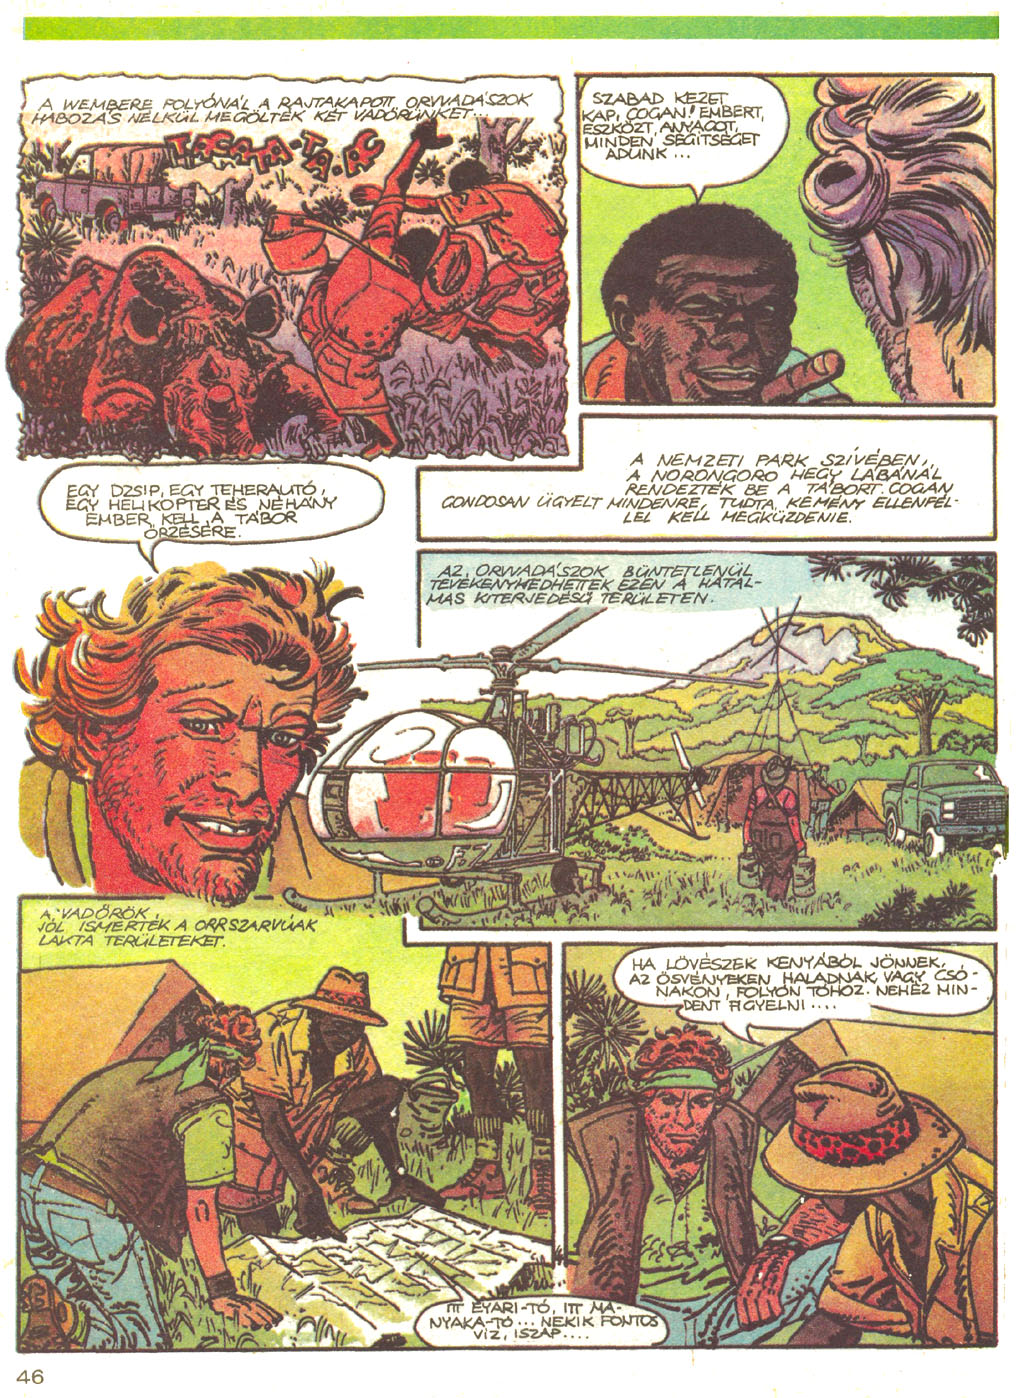 A WEMBERE FOLYÓNÁL A RAJTAKAPOTT ORVVADÁSZOK
HABOZÁS NÉLKÜL MEGÖLTÉK KÉT VADŐRÜNKET...
TAGATA-TA-AC
SZABAD KEZET
KAP, COGAN! EMBERT,
ESZKÖZT, ANYAGOT,
MINDEN SEGÍTSÉGET
ADUNK ...
EGY DZSIP, EGY TEHERAUTÓ,
EGY HELIKOPTER ÉS NÉHÁNY
EMBER KELL A TÁBOR
ŐRZÉSÉRE.
A NEMZETI PARK SZÍVÉBEN,
A NORONGORO HEGY LÁBÁNÁL
RENDEZTÉK BE A TÁBORT. COGAN
GONDOSAN ÜGYELT MINDENRE, TUDTA, KEMÉNY ELLENFÉL-
LEL KELL MEGKÜZDENIE.
AZ ORVVADÁSZOK BÜNTETLENÜL
TEVÉKENYKEDHETTEK EZEN A HATAL-
MAS KITERJEDÉSŰ TERÜLETEN.
A VADŐRÖK
JÓL ISMERTÉK A ORRSZARVÚAK
LAKTA TERÜLETEKET.
HA LÖVÉSZEK KENYÁBÓL JÖNNEK,
AZ ÖSVÉNYEKEN HALADNAK, VAGY CSÓ-
NAKON, FOLYÓN TÓHOZ. NEHÉZ MIN-
DENT FIGYELNI ....
ITT EYARI-TÓ, ITT MA-
NYAKA-TÓ ... NEKIK FONTOS
VÍZ, ISZAP ....
46